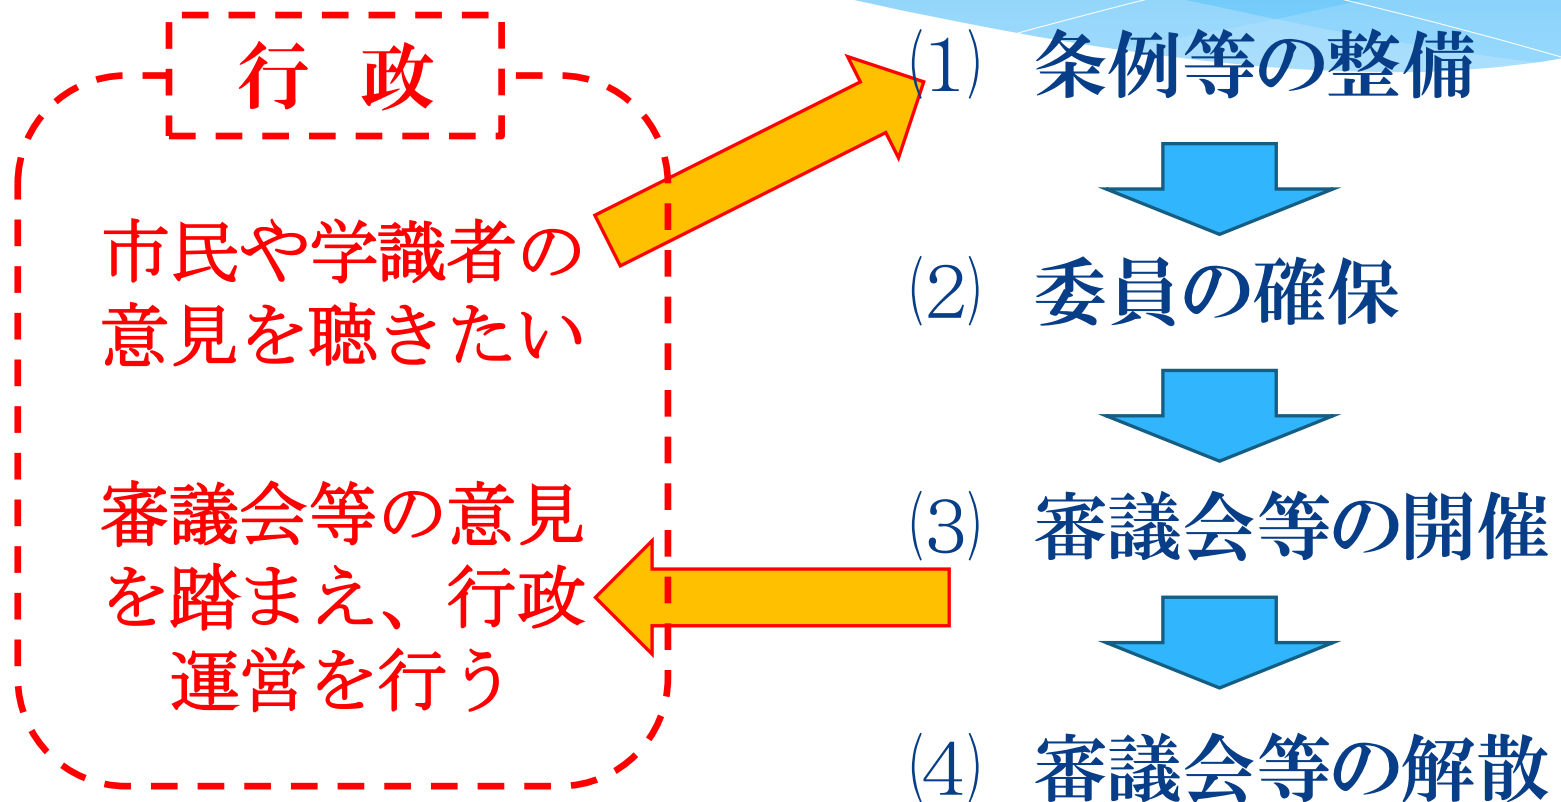 行 政
市民や学識者の
意見を聴きたい
審議会等の意見
を踏まえ、行政
運営を行う
⑴ 条例等の整備
⑵ 委員の確保
⑶ 審議会等の開催
⑷ 審議会等の解散